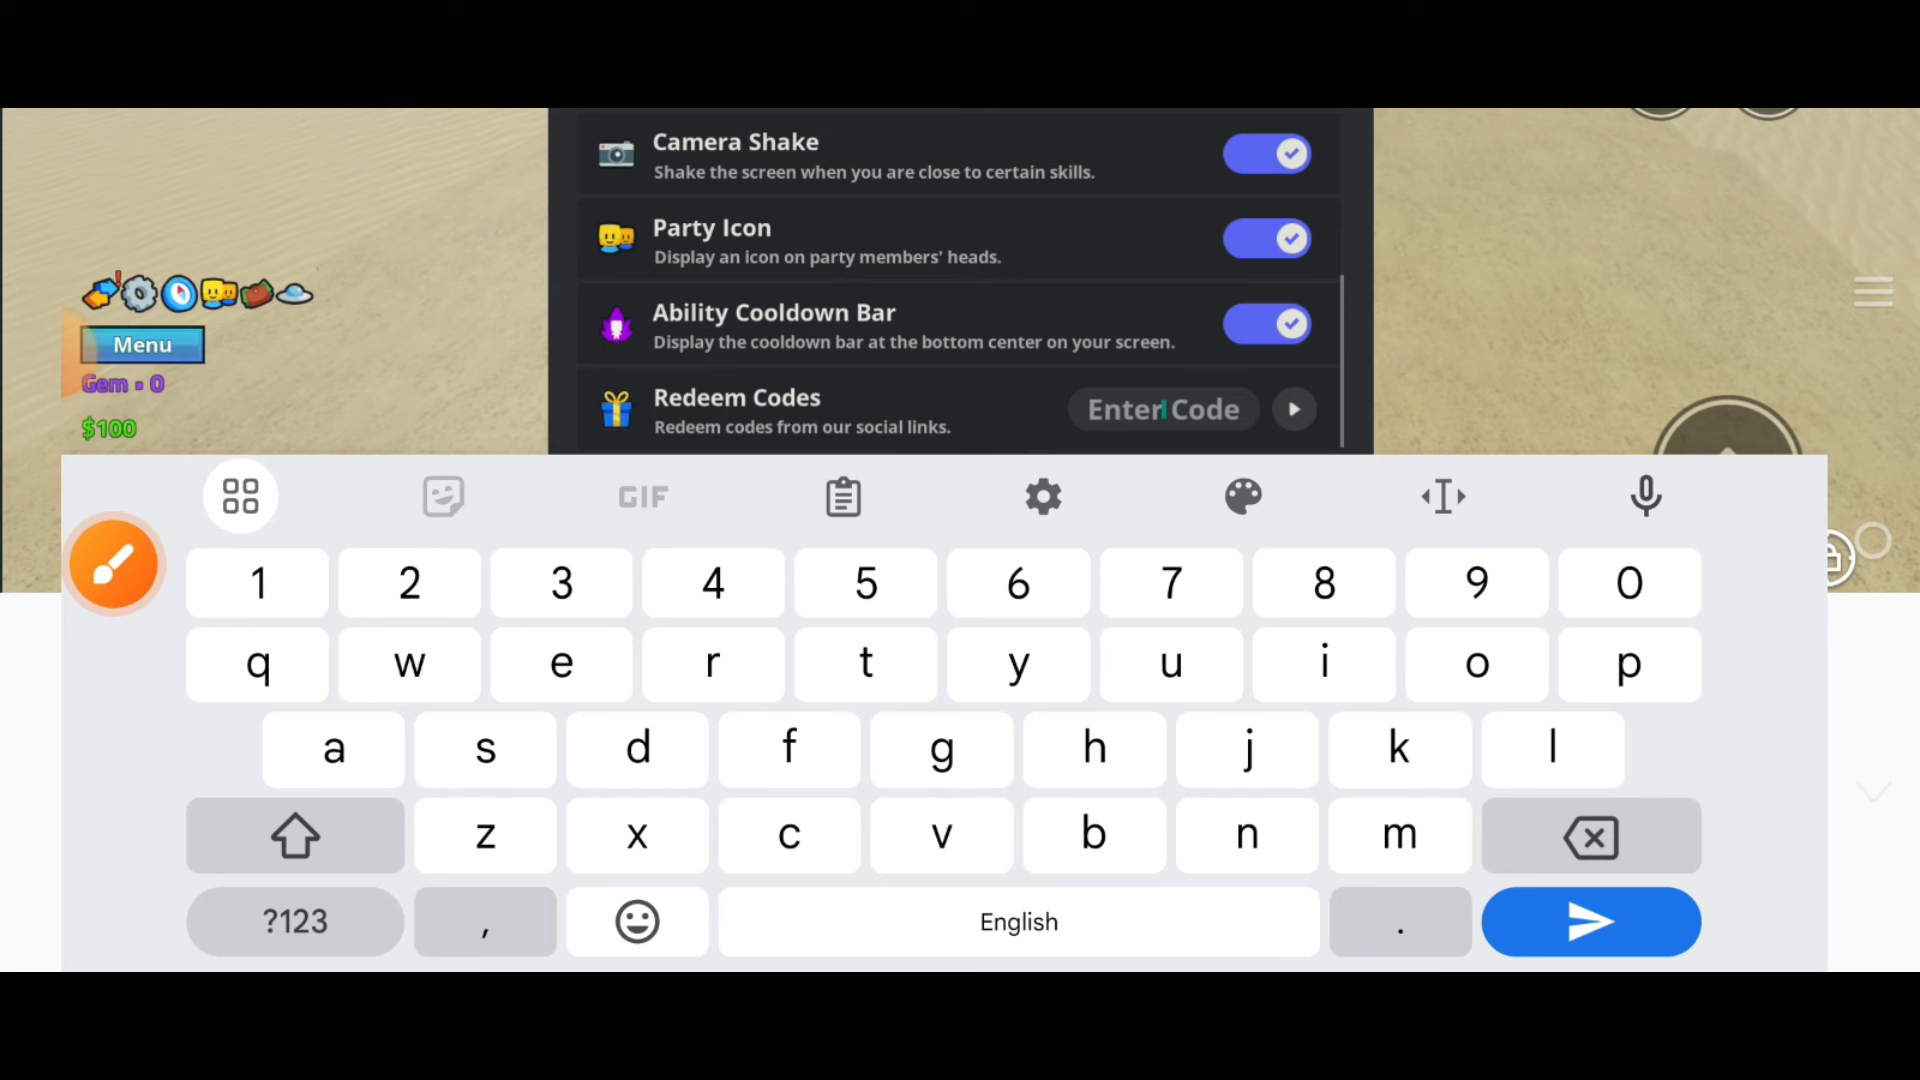 Camera Shake
Shake the screen when you are close to certain skills.
Party Icon
Display an icon on party members' heads.
Ability Cooldown Bar
Display the cooldown bar at the bottom center on your screen.
Redeem Codes
Redeem codes from our social links.
Enter Code
Menu
Gem • 0
$100
GIF
1 2 3 4 5 6 7 8 9 0
q w e r t y u i o p
a s d f g h j k l
z x c v b n m
?123 , English .